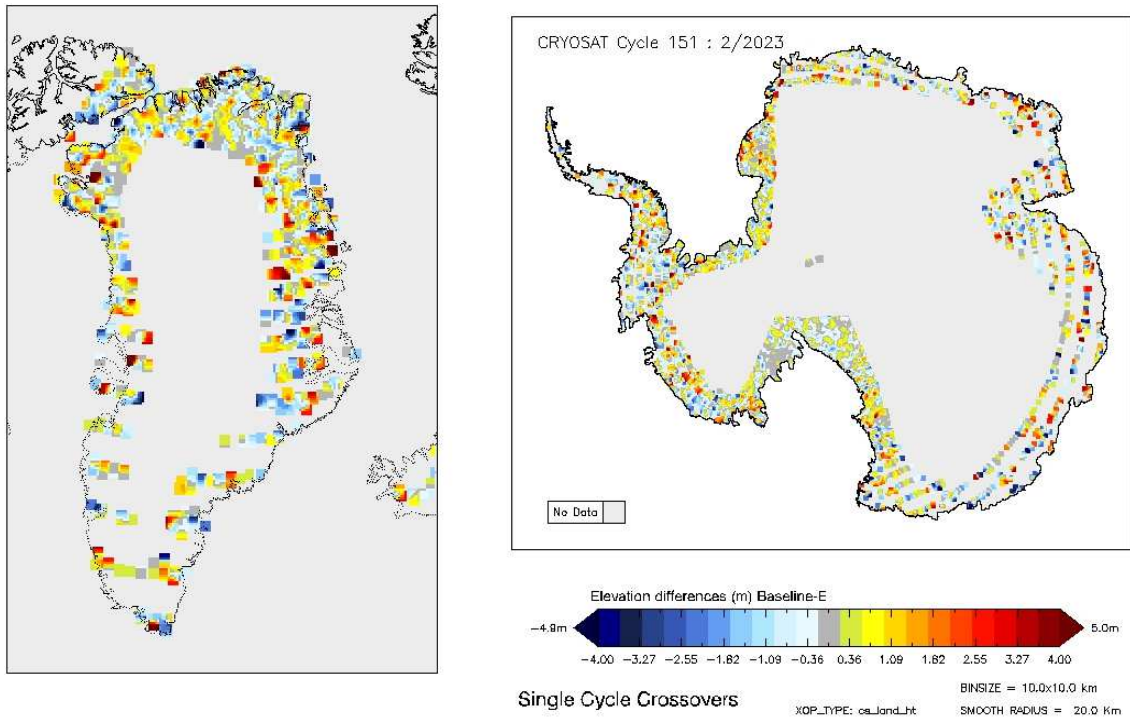 CRYOSAT Cycle 151 : 2/2023
No Data
Elevation differences (m) Baseline-E
-4.9m 5.0m
-4.00 -3.27 -2.55 -1.82 -1.09 -0.36 0.36 1.09 1.82 2.55 3.27 4.00
Single Cycle Crossovers
XOP_TYPE: cs_land_ht
BINSIZE = 10.0x10.0 km
SMOOTH RADIUS = 20.0 Km